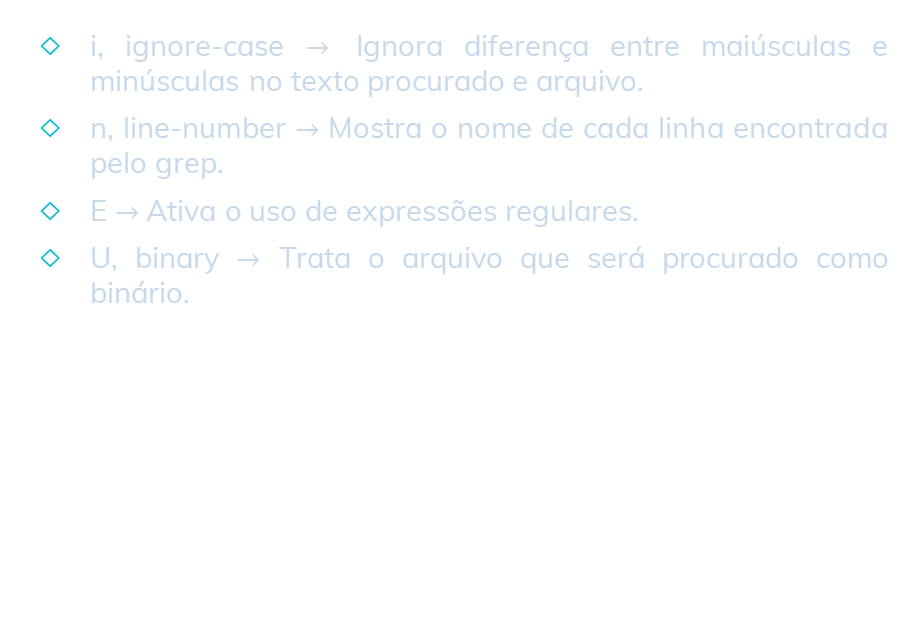 i, ignore-case → Ignora diferença entre maiúsculas e
minúsculas no texto procurado e arquivo.
n, line-number → Mostra o nome de cada linha encontrada
pelo grep.
E → Ativa o uso de expressões regulares.
U, binary → Trata o arquivo que será procurado como
binário.